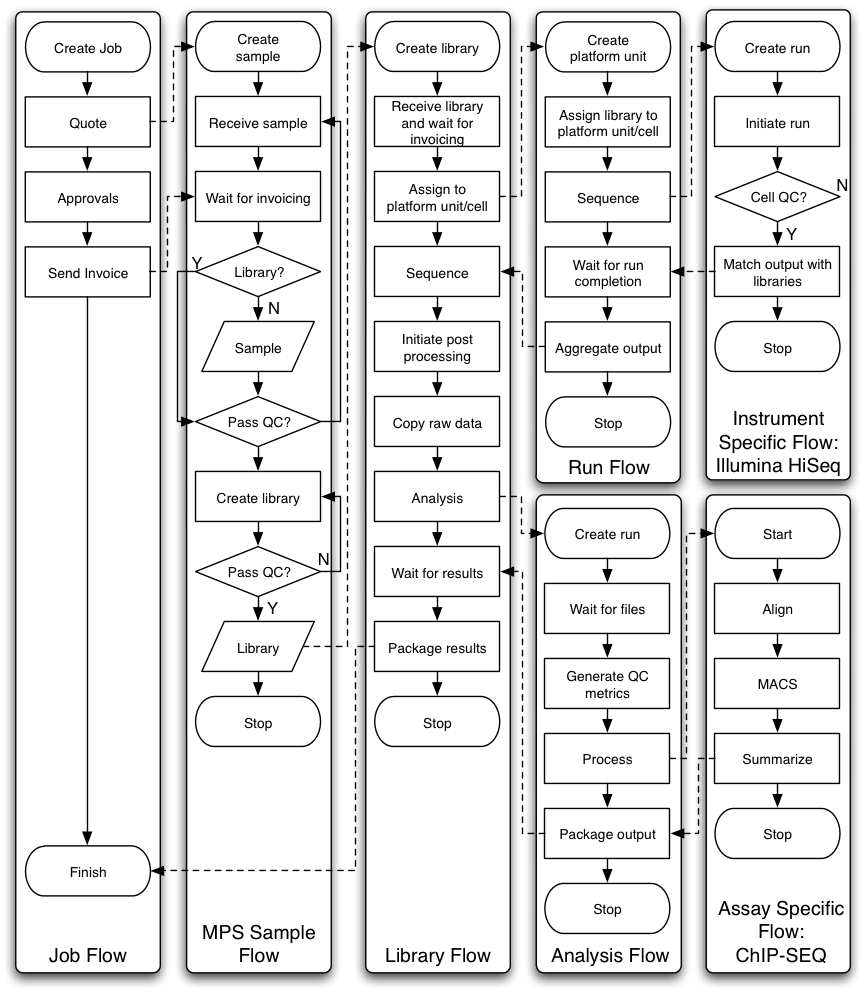 Create Job
Quote
Approvals
Send Invoice
Finish
Job Flow
Create
sample
Receive sample
Wait for invoicing
Y
Library?
N
Sample
Pass QC?
Create library
N
Pass QC?
Y
Library
Stop
MPS Sample
Flow
Create library
Receive library
and wait for
invoicing
Assign to
platform unit/cell
Sequence
Initiate post
processing
Copy raw data
Analysis
Wait for results
Package results
Stop
Library Flow
Create
platform unit
Assign library to
platform unit/cell
Sequence
Wait for run
completion
Aggregate output
Stop
Run Flow
Create run
Initiate run
N
Cell QC?
Y
Match output with
libraries
Stop
Instrument
Specific Flow:
Illumina HiSeq
Create run
Wait for files
Generate QC
metrics
Process
Package output
Stop
Analysis Flow
Start
Align
MACS
Summarize
Stop
Assay Specific
Flow:
ChIP-SEQ